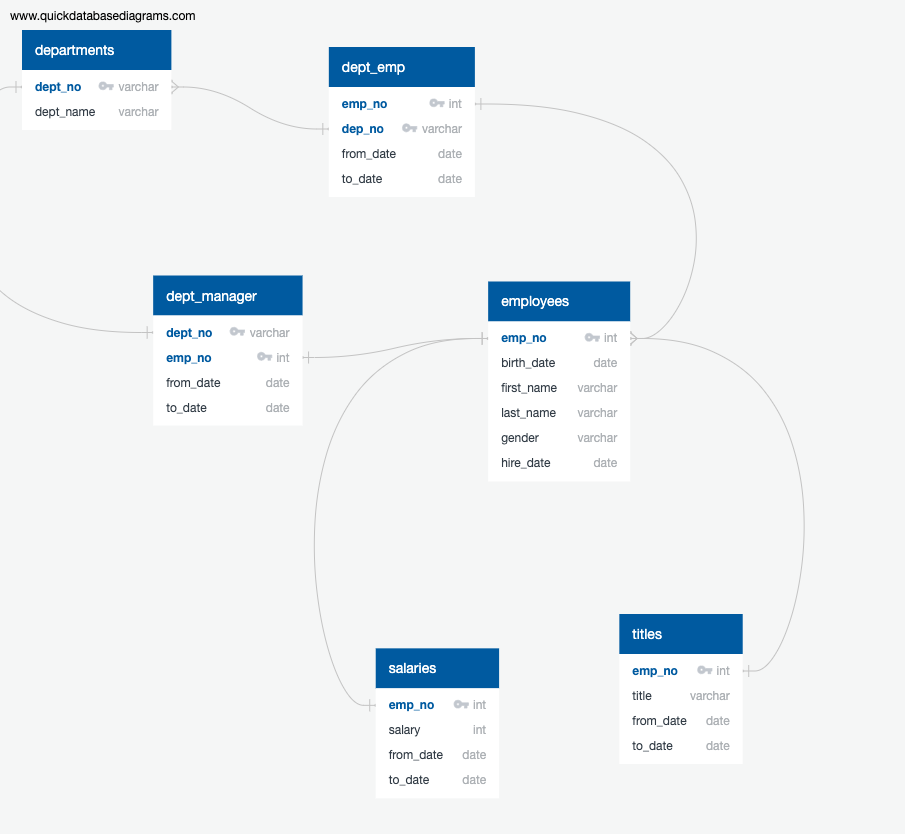 www.quickdatabasediagrams.com
departments
dept_no varchar
dept_name varchar
dept_emp
emp_no int
dep_no varchar
from_date date
to_date date
dept_manager
dept_no varchar
emp_no int
from_date date
to_date date
employees
emp_no int
birth_date date
first_name varchar
last_name varchar
gender varchar
hire_date date
salaries
emp_no int
salary int
from_date date
to_date date
titles
emp_no int
title varchar
from_date date
to_date date